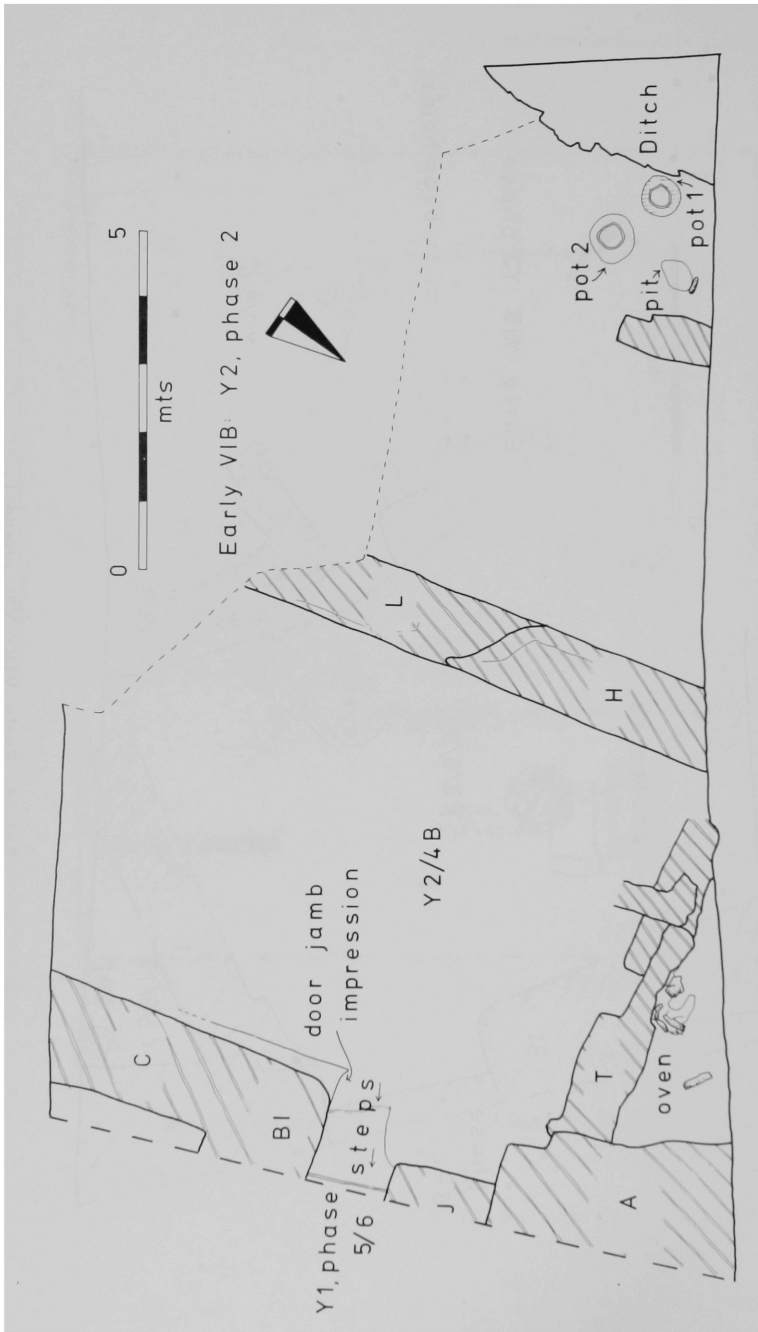 0 5
mts
Early VIB: Y2, phase 2
Ditch
pot 1
pot 2
pit
L
H
Y2/4B
door jamb
impression
C
B1
steps
Y1, phase
5/6
J
T
oven
A